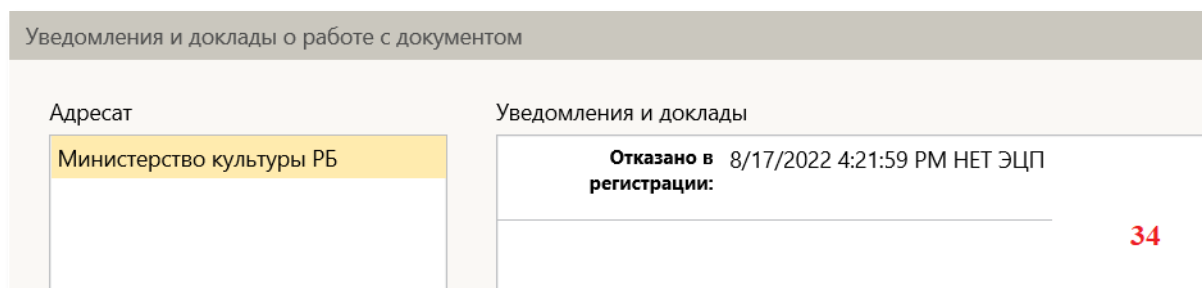 Уведомления и доклады о работе с документом
Адресат
Уведомления и доклады
Министерство культуры РБ
Отказано в регистрации: 8/17/2022 4:21:59 PM НЕТ ЭЦП
34